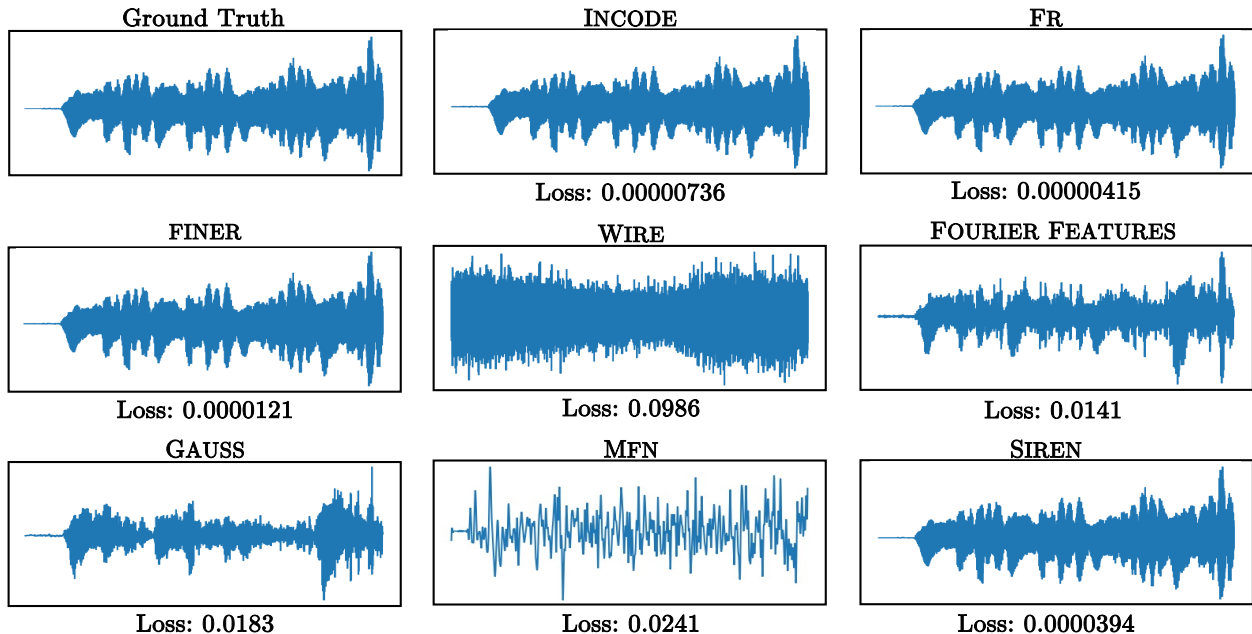 Ground Truth
INCODE
FR
Loss: 0.00000736
Loss: 0.00000415
FINER
WIRE
FOURIER FEATURES
Loss: 0.0000121
Loss: 0.0986
Loss: 0.0141
GAUSS
MFN
SIREN
Loss: 0.0183
Loss: 0.0241
Loss: 0.0000394